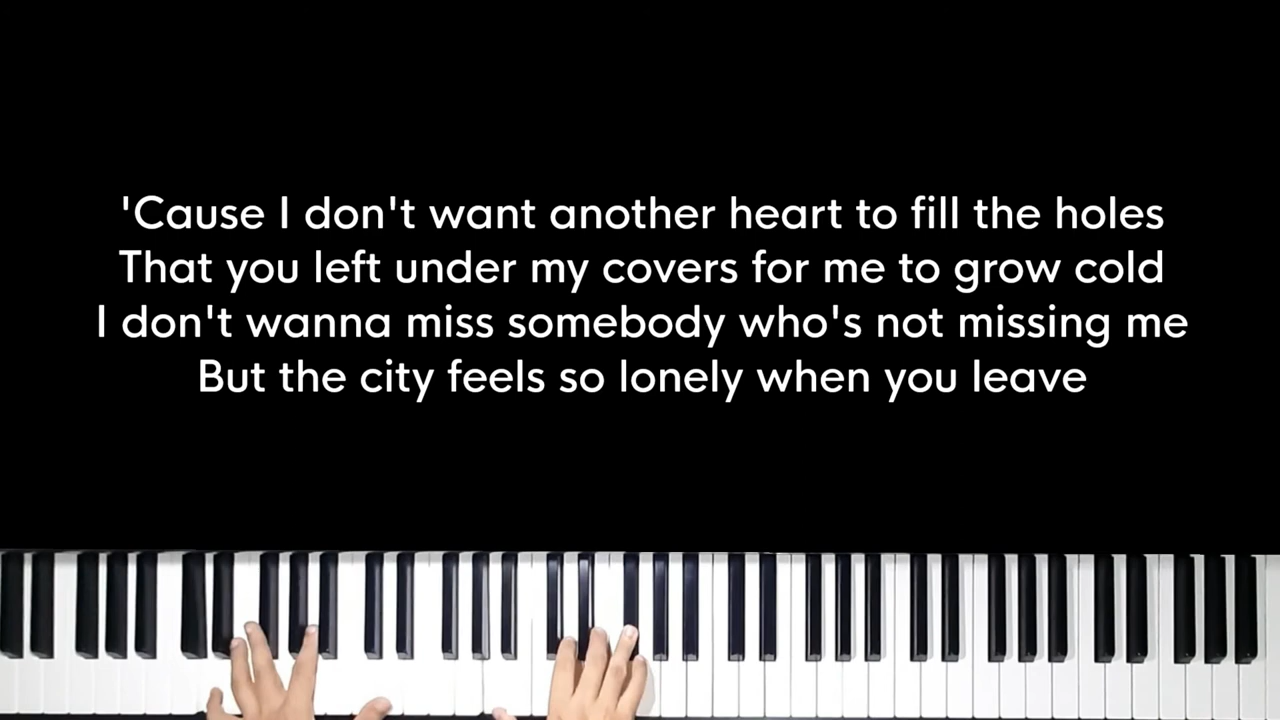 'Cause I don't want another heart to fill the holes
That you left under my covers for me to grow cold
I don't wanna miss somebody who's not missing me
But the city feels so lonely when you leave